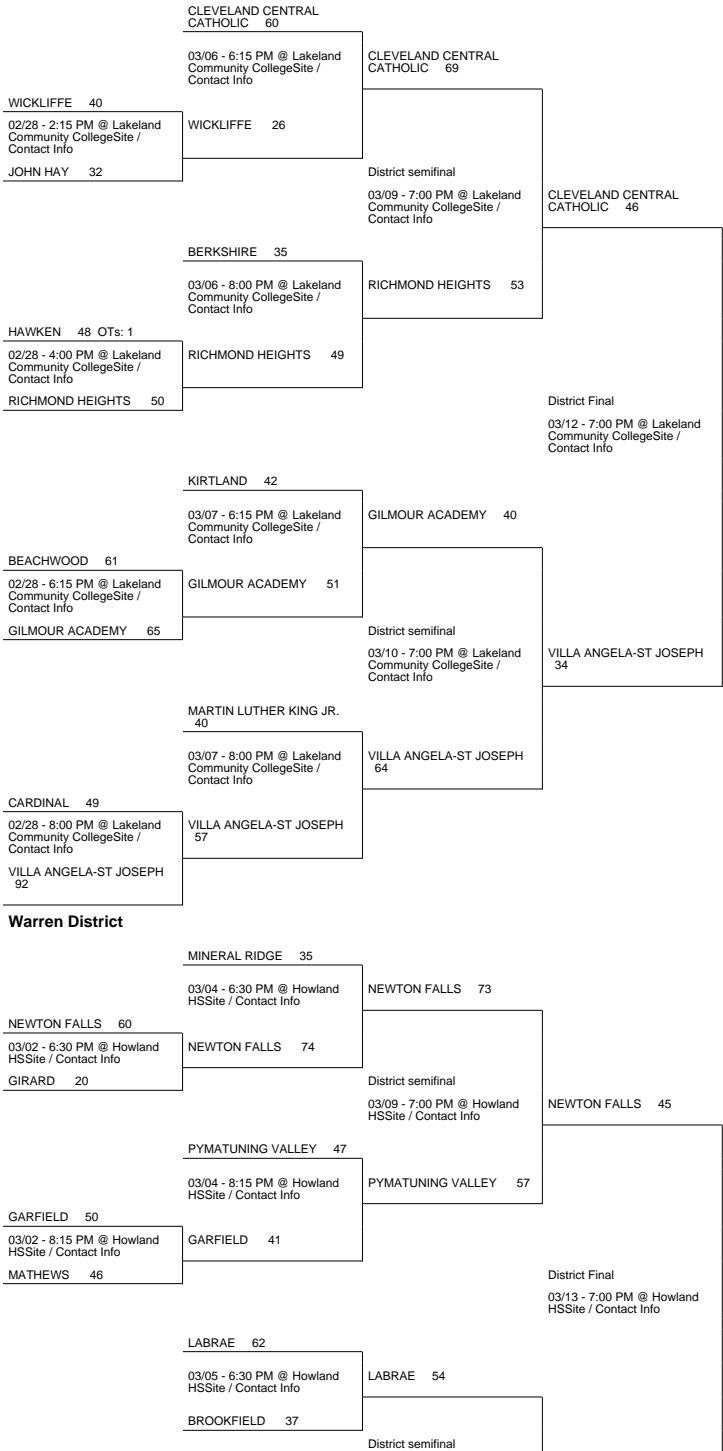 CLEVELAND CENTRAL
CATHOLIC 60
03/06 - 6:15 PM @ Lakeland
Community CollegeSite /
Contact Info
CLEVELAND CENTRAL
CATHOLIC 69
WICKLIFFE 40
02/28 - 2:15 PM @ Lakeland
Community CollegeSite /
Contact Info
WICKLIFFE 26
JOHN HAY 32
District semifinal
03/09 - 7:00 PM @ Lakeland
Community CollegeSite /
Contact Info
CLEVELAND CENTRAL
CATHOLIC 46
BERKSHIRE 35
03/06 - 8:00 PM @ Lakeland
Community CollegeSite /
Contact Info
RICHMOND HEIGHTS 53
HAWKEN 48 OTs: 1
02/28 - 4:00 PM @ Lakeland
Community CollegeSite /
Contact Info
RICHMOND HEIGHTS 49
RICHMOND HEIGHTS 50
District Final
03/12 - 7:00 PM @ Lakeland
Community CollegeSite /
Contact Info
KIRTLAND 42
03/07 - 6:15 PM @ Lakeland
Community CollegeSite /
Contact Info
GILMOUR ACADEMY 40
BEACHWOOD 61
02/28 - 6:15 PM @ Lakeland
Community CollegeSite /
Contact Info
GILMOUR ACADEMY 51
GILMOUR ACADEMY 65
District semifinal
03/10 - 7:00 PM @ Lakeland
Community CollegeSite /
Contact Info
VILLA ANGELA-ST JOSEPH
34
MARTIN LUTHER KING JR.
40
03/07 - 8:00 PM @ Lakeland
Community CollegeSite /
Contact Info
VILLA ANGELA-ST JOSEPH
64
CARDINAL 49
02/28 - 8:00 PM @ Lakeland
Community CollegeSite /
Contact Info
VILLA ANGELA-ST JOSEPH
57
VILLA ANGELA-ST JOSEPH
92
Warren District
MINERAL RIDGE 35
03/04 - 6:30 PM @ Howland
HSSite / Contact Info
NEWTON FALLS 73
NEWTON FALLS 60
03/02 - 6:30 PM @ Howland
HSSite / Contact Info
NEWTON FALLS 74
GIRARD 20
District semifinal
03/09 - 7:00 PM @ Howland
HSSite / Contact Info
NEWTON FALLS 45
PYMATUNING VALLEY 47
03/04 - 8:15 PM @ Howland
HSSite / Contact Info
PYMATUNING VALLEY 57
GARFIELD 50
03/02 - 8:15 PM @ Howland
HSSite / Contact Info
GARFIELD 41
MATHEWS 46
District Final
03/13 - 7:00 PM @ Howland
HSSite / Contact Info
LABRAE 62
03/05 - 6:30 PM @ Howland
HSSite / Contact Info
LABRAE 54
BROOKFIELD 37
District semifinal